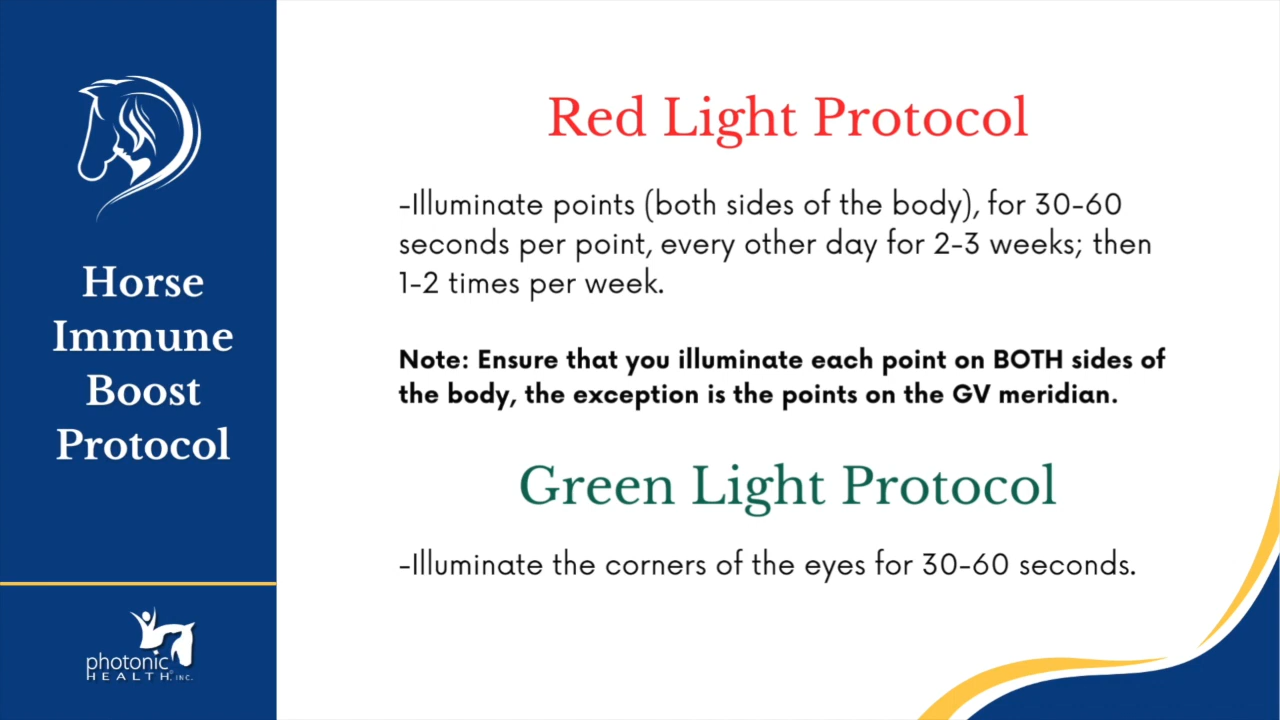 Horse
Immune
Boost
Protocol
photonic
HEALTH, INC.
Red Light Protocol
-Illuminate points (both sides of the body), for 30-60
seconds per point, every other day for 2-3 weeks; then
1-2 times per week.
Note: Ensure that you illuminate each point on BOTH sides of
the body, the exception is the points on the GV meridian.
Green Light Protocol
-Illuminate the corners of the eyes for 30-60 seconds.